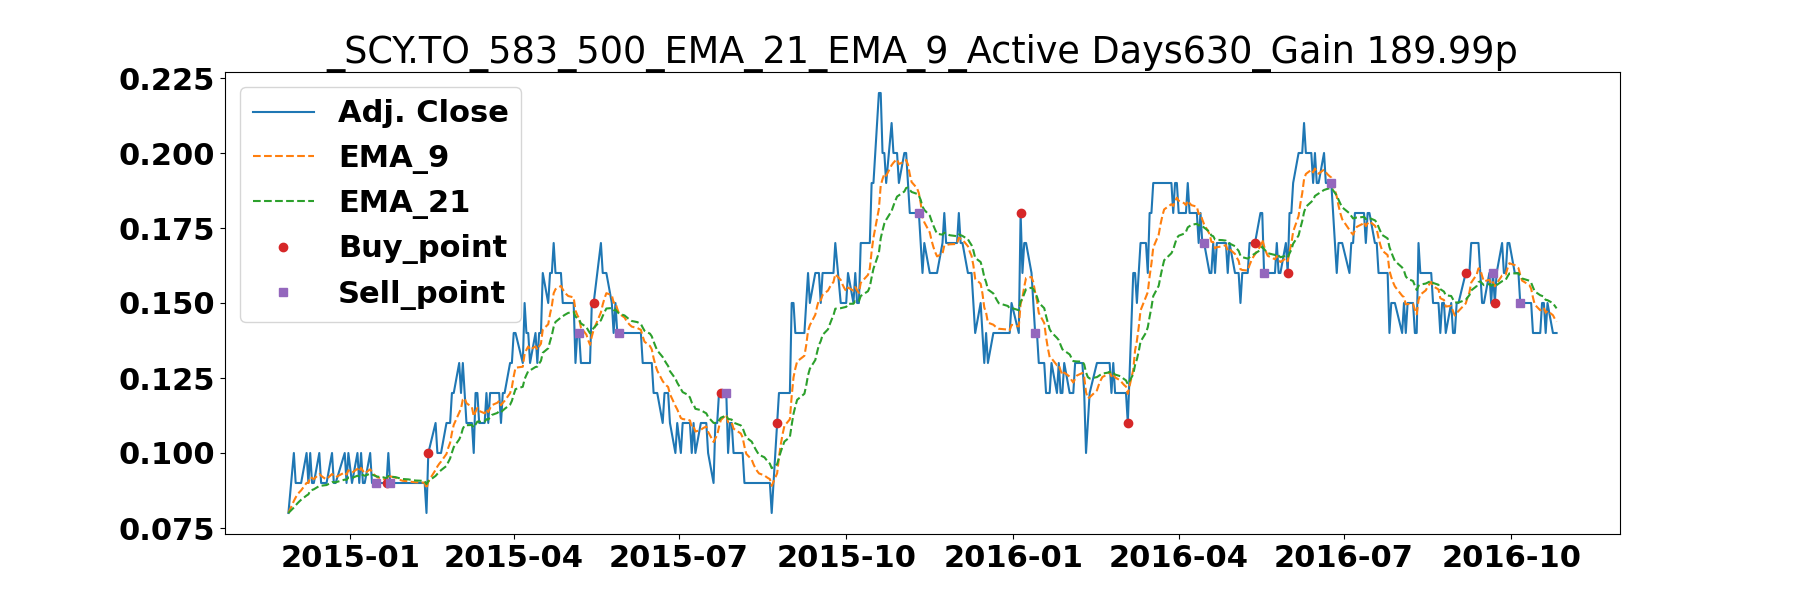 _SCY.TO_583_500_EMA_21_EMA_9_Active Days630_Gain 189.99p
0.225
0.200
0.175
0.150
0.125
0.100
0.075
Adj. Close
EMA_9
EMA_21
Buy_point
Sell_point
2015-01 2015-04 2015-07 2015-10 2016-01 2016-04 2016-07 2016-10